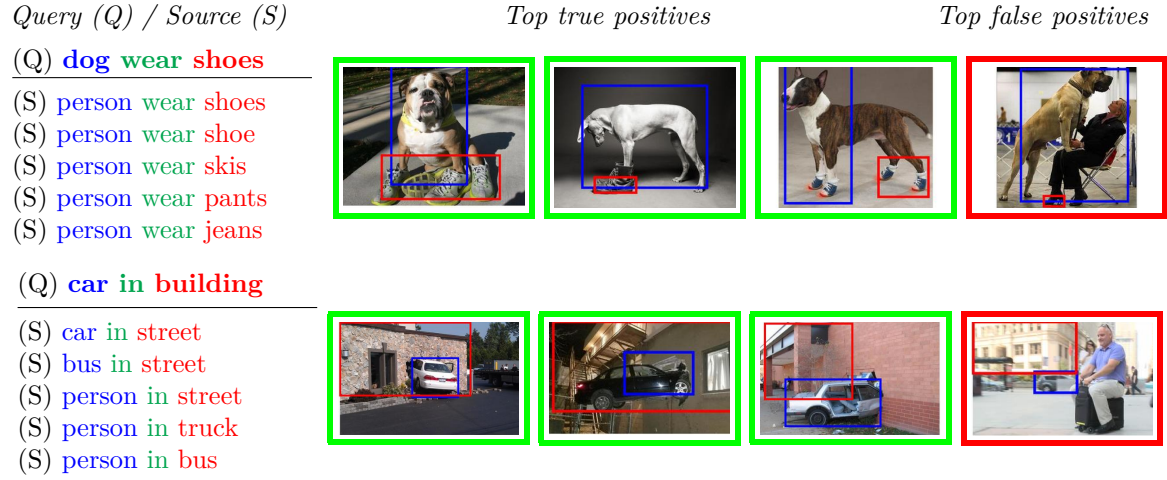 Query (Q) / Source (S) Top true positives Top false positives
(Q) dog wear shoes
(S) person wear shoes
(S) person wear shoe
(S) person wear skis
(S) person wear pants
(S) person wear jeans
(Q) car in building
(S) car in street
(S) bus in street
(S) person in street
(S) person in truck
(S) person in bus